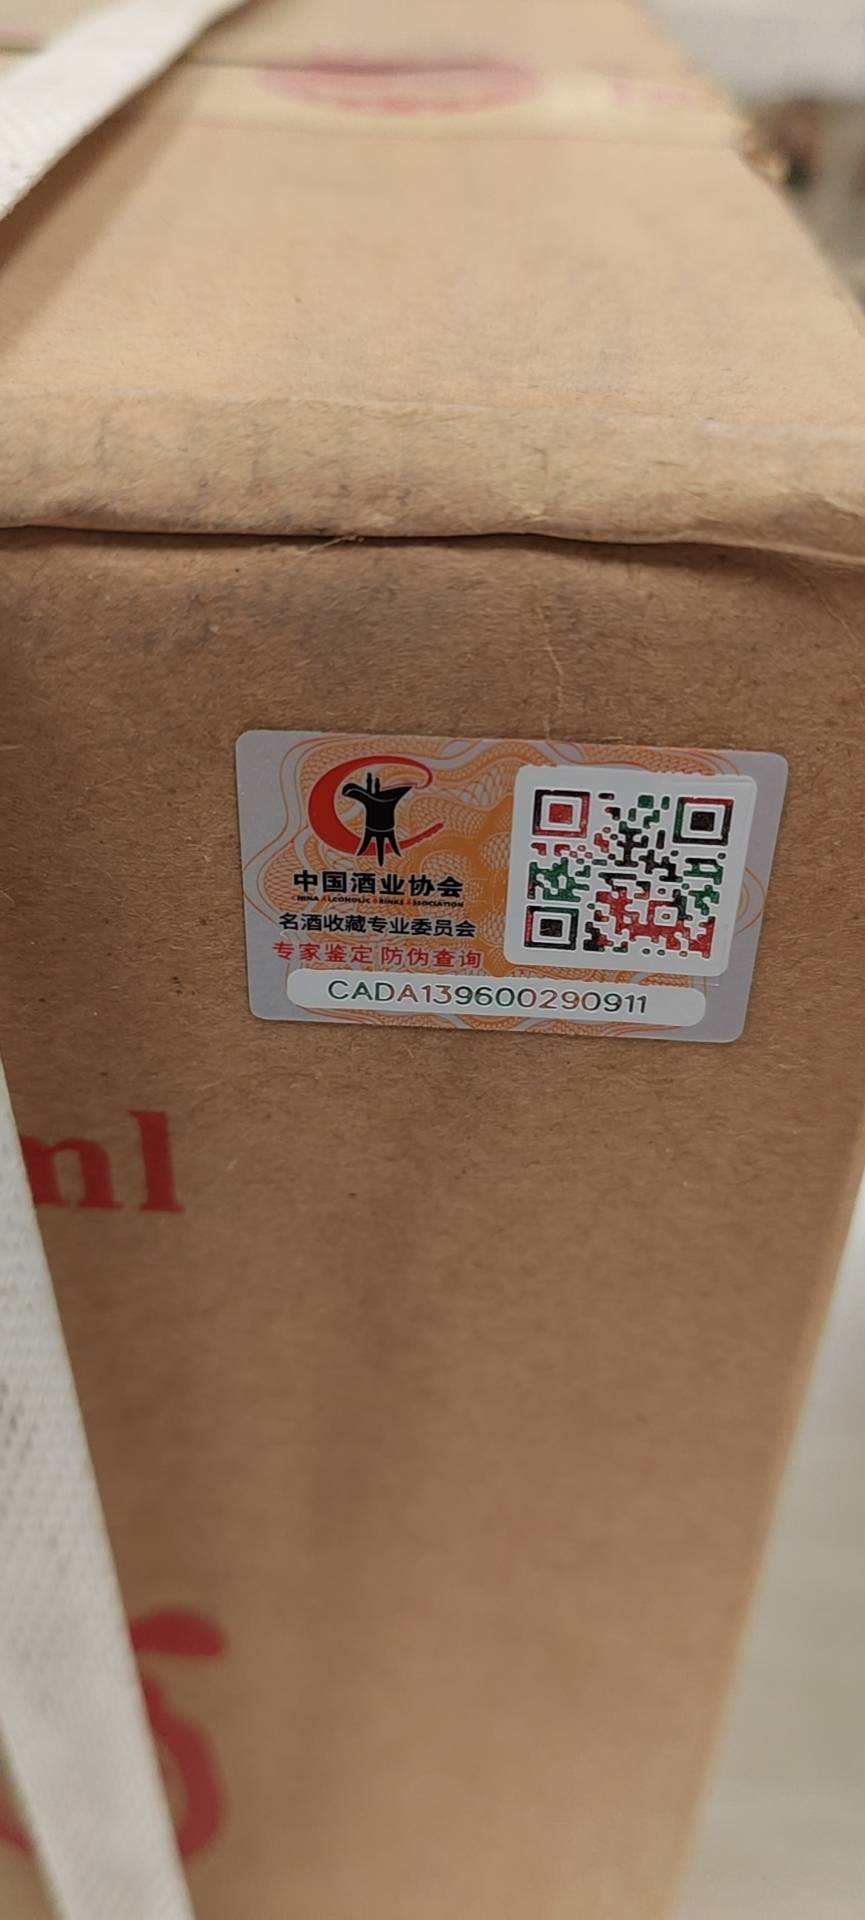 中国酒业协会
CHINA ALCOHOLIC DRINKS ASSOCIATION
名酒收藏专业委员会
专家鉴定 防伪查询
CADA139600290911
ml